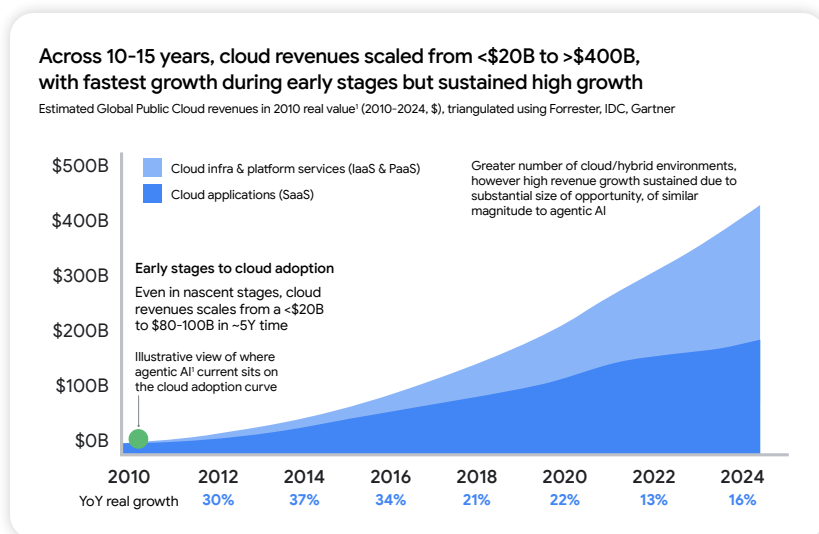 Across 10-15 years, cloud revenues scaled from <$20B to >$400B,
with fastest growth during early stages but sustained high growth
Estimated Global Public Cloud revenues in 2010 real value¹ (2010-2024, $), triangulated using Forrester, IDC, Gartner
$500B
$400B
$300B
$200B
$100B
$0B
Cloud infra & platform services (IaaS & PaaS)
Cloud applications (SaaS)
Greater number of cloud/hybrid environments,
however high revenue growth sustained due to
substantial size of opportunity, of similar
magnitude to agentic AI
Early stages to cloud adoption
Even in nascent stages, cloud
revenues scales from a <$20B
to $80-100B in ~5Y time
Illustrative view of where
agentic AI¹ current sits on
the cloud adoption curve
2010 2012 2014 2016 2018 2020 2022 2024
YoY real growth 30% 37% 34% 21% 22% 13% 16%